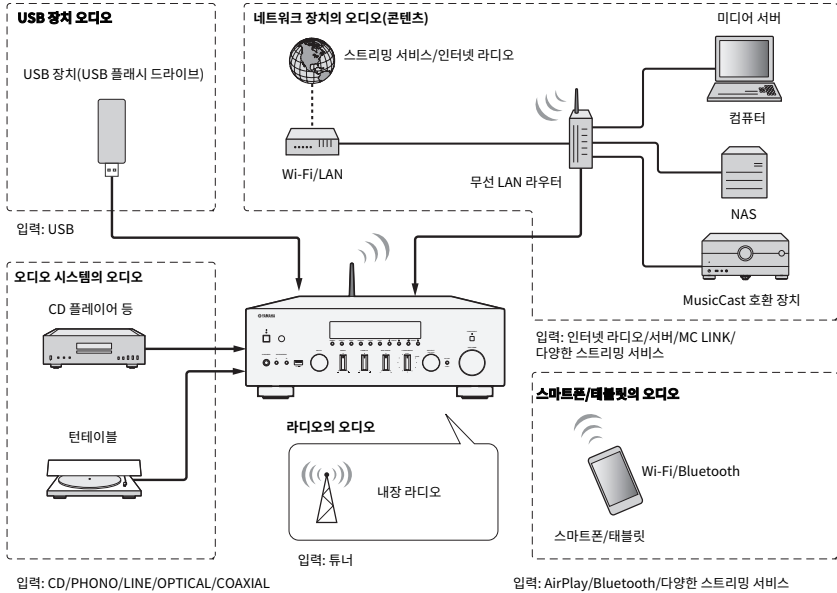 USB 장치 오디오
USB 장치(USB 플래시 드라이브)
입력: USB
네트워크 장치의 오디오(콘텐츠)
스트리밍 서비스/인터넷 라디오
Wi-Fi/LAN
무선 LAN 라우터
미디어 서버
컴퓨터
NAS
MusicCast 호환 장치
입력: 인터넷 라디오/서버/MC LINK/
다양한 스트리밍 서비스
오디오 시스템의 오디오
CD 플레이어 등
턴테이블
입력: CD/PHONO/LINE/OPTICAL/COAXIAL
YAMAHA
라디오의 오디오
내장 라디오
입력: 튜너
스마트폰/태블릿의 오디오
Wi-Fi/Bluetooth
스마트폰/태블릿
입력: AirPlay/Bluetooth/다양한 스트리밍 서비스